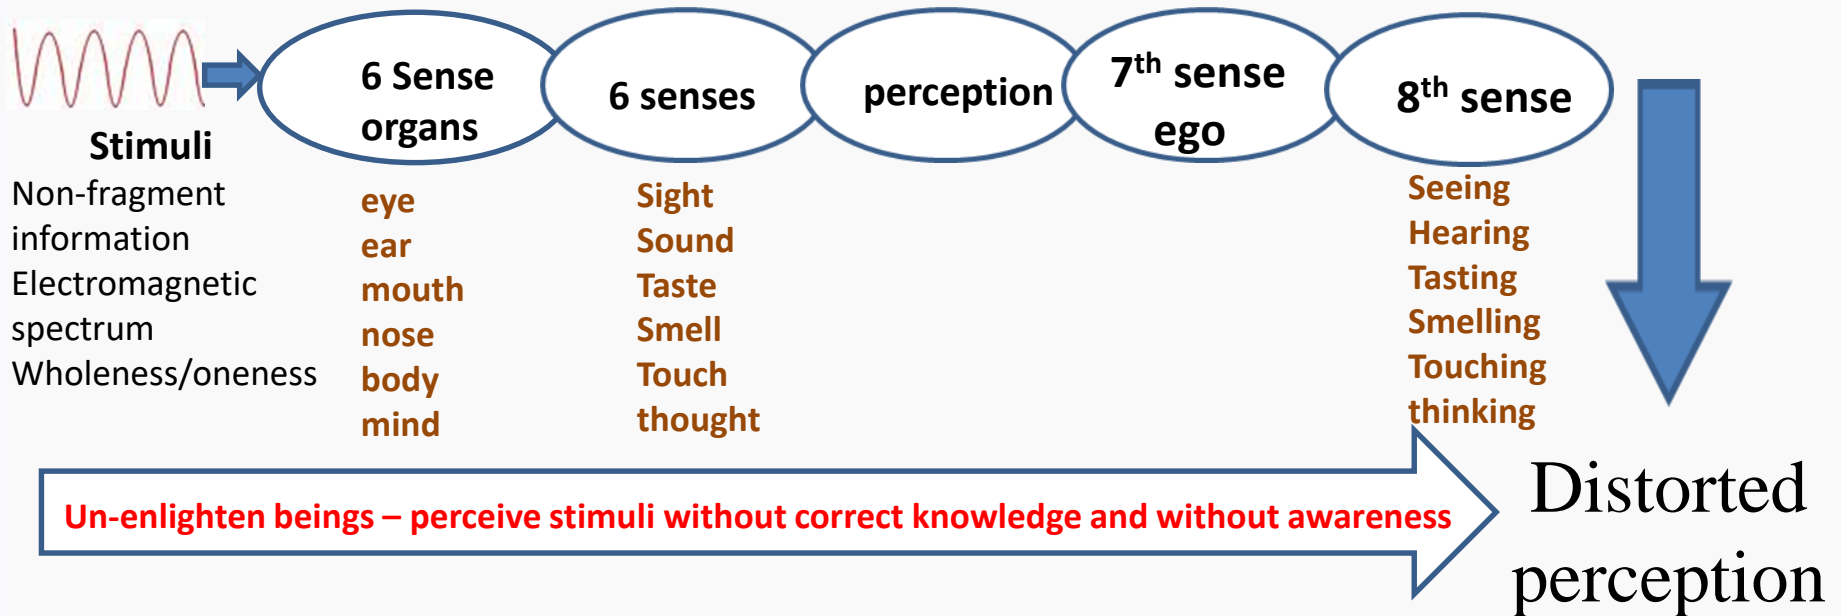 Stimuli
Non-fragment
information
Electromagnetic
spectrum
Wholeness/oneness
6 Sense
organs
eye
ear
mouth
nose
body
mind
6 senses
Sight
Sound
Taste
Smell
Touch
thought
perception
7th sense
ego
8th sense
Seeing
Hearing
Tasting
Smelling
Touching
thinking
Un-enlighten beings – perceive stimuli without correct knowledge and without awareness
Distorted
perception